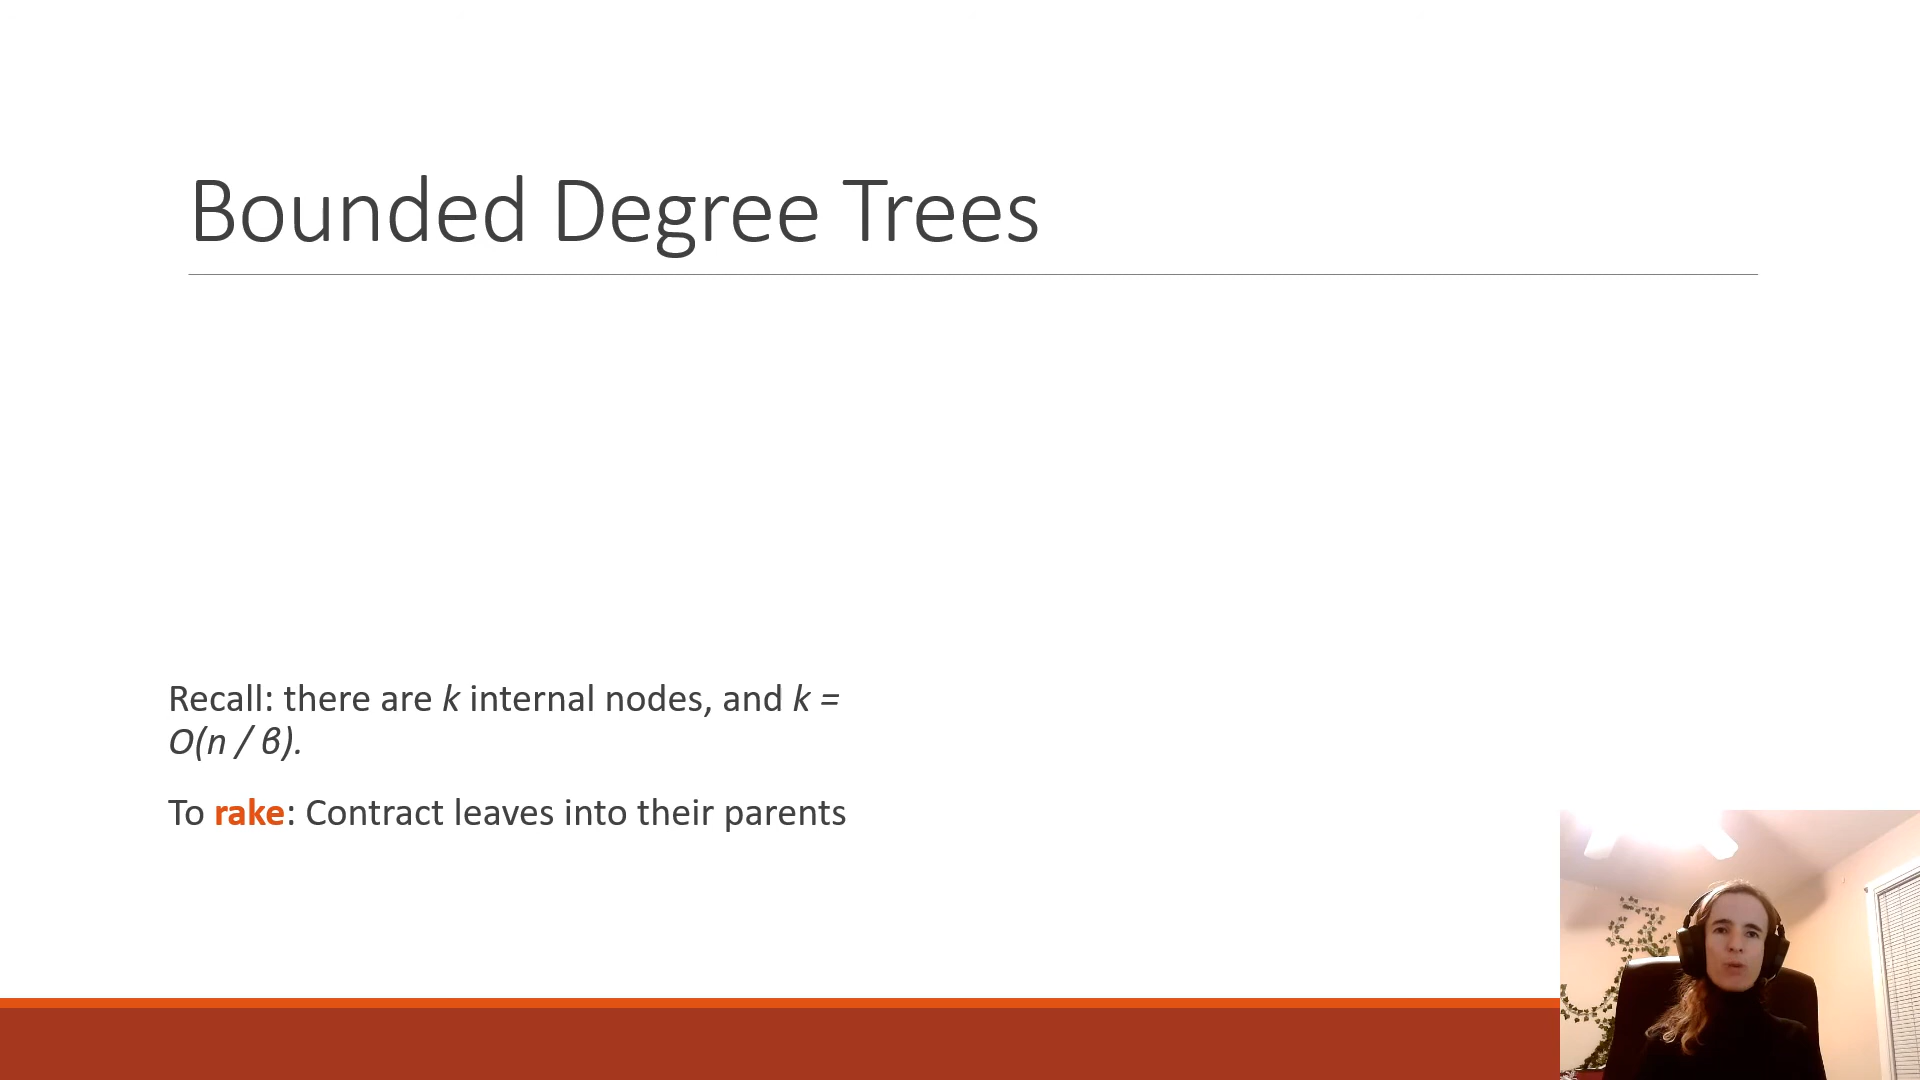 Bounded Degree Trees
Recall: there are k internal nodes, and k =
O(n / β).
To rake: Contract leaves into their parents